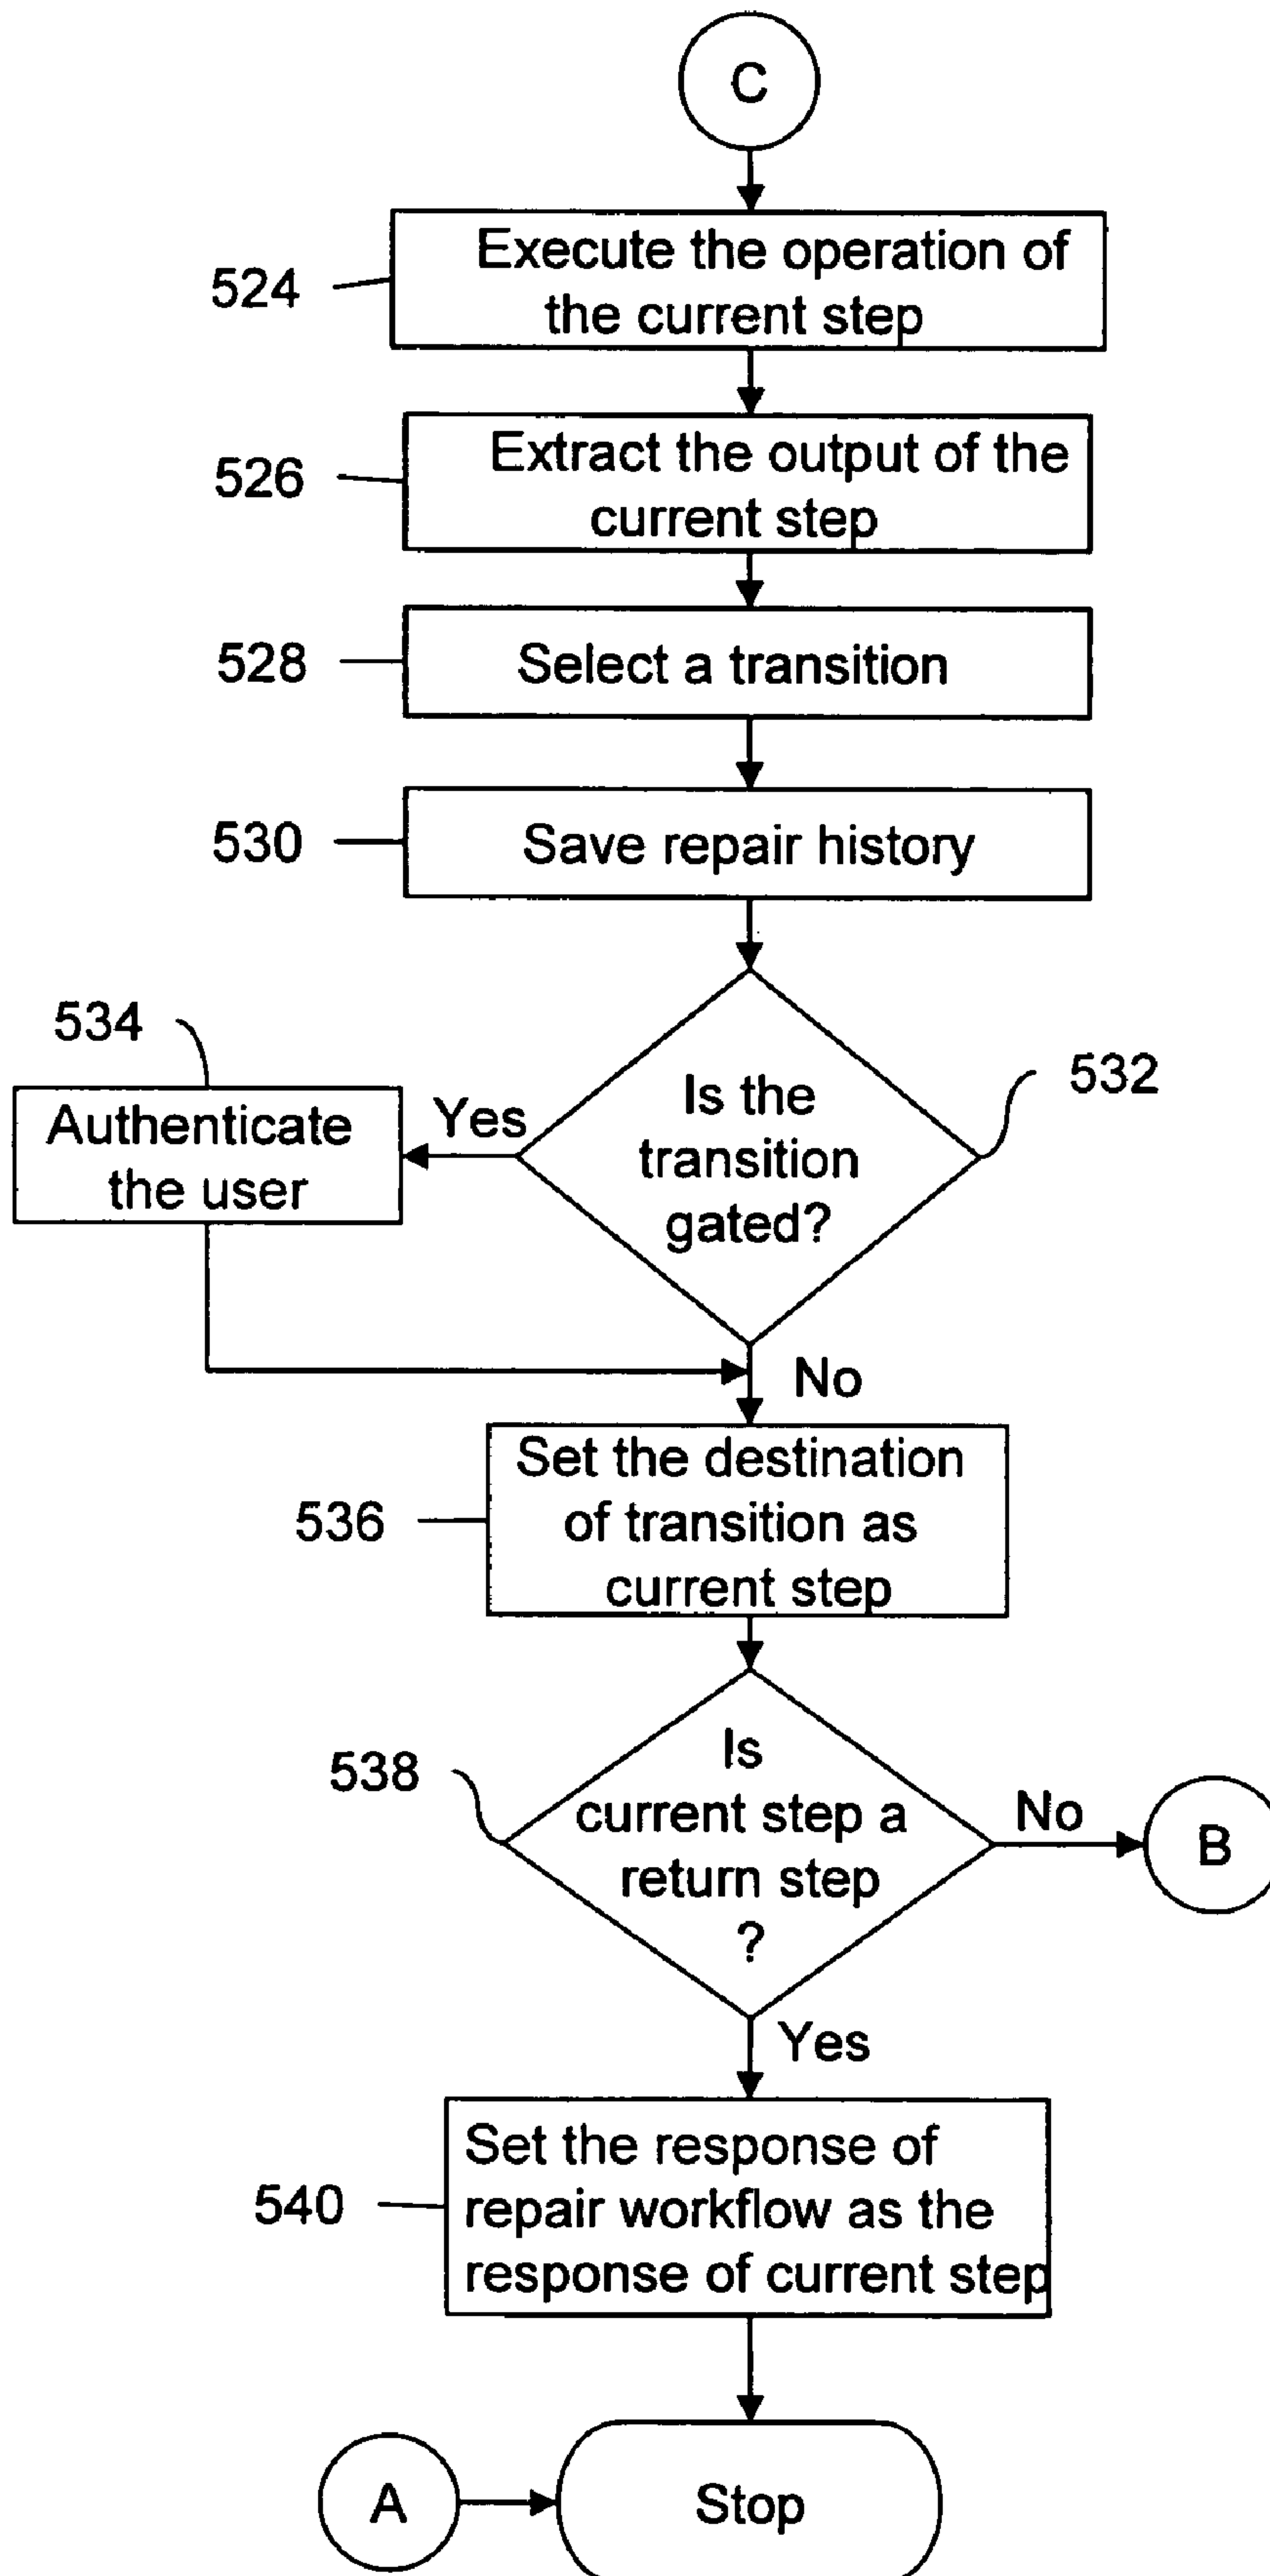 C
524
Execute the operation of
the current step
526
Extract the output of the
current step
528
Select a transition
530
Save repair history
534
Authenticate
the user
Yes
Is the
transition
gated?
532
No
536
Set the destination
of transition as
current step
538
Is
current step a
return step
?
No
B
Yes
540
Set the response of
repair workflow as the
response of current step
A
Stop